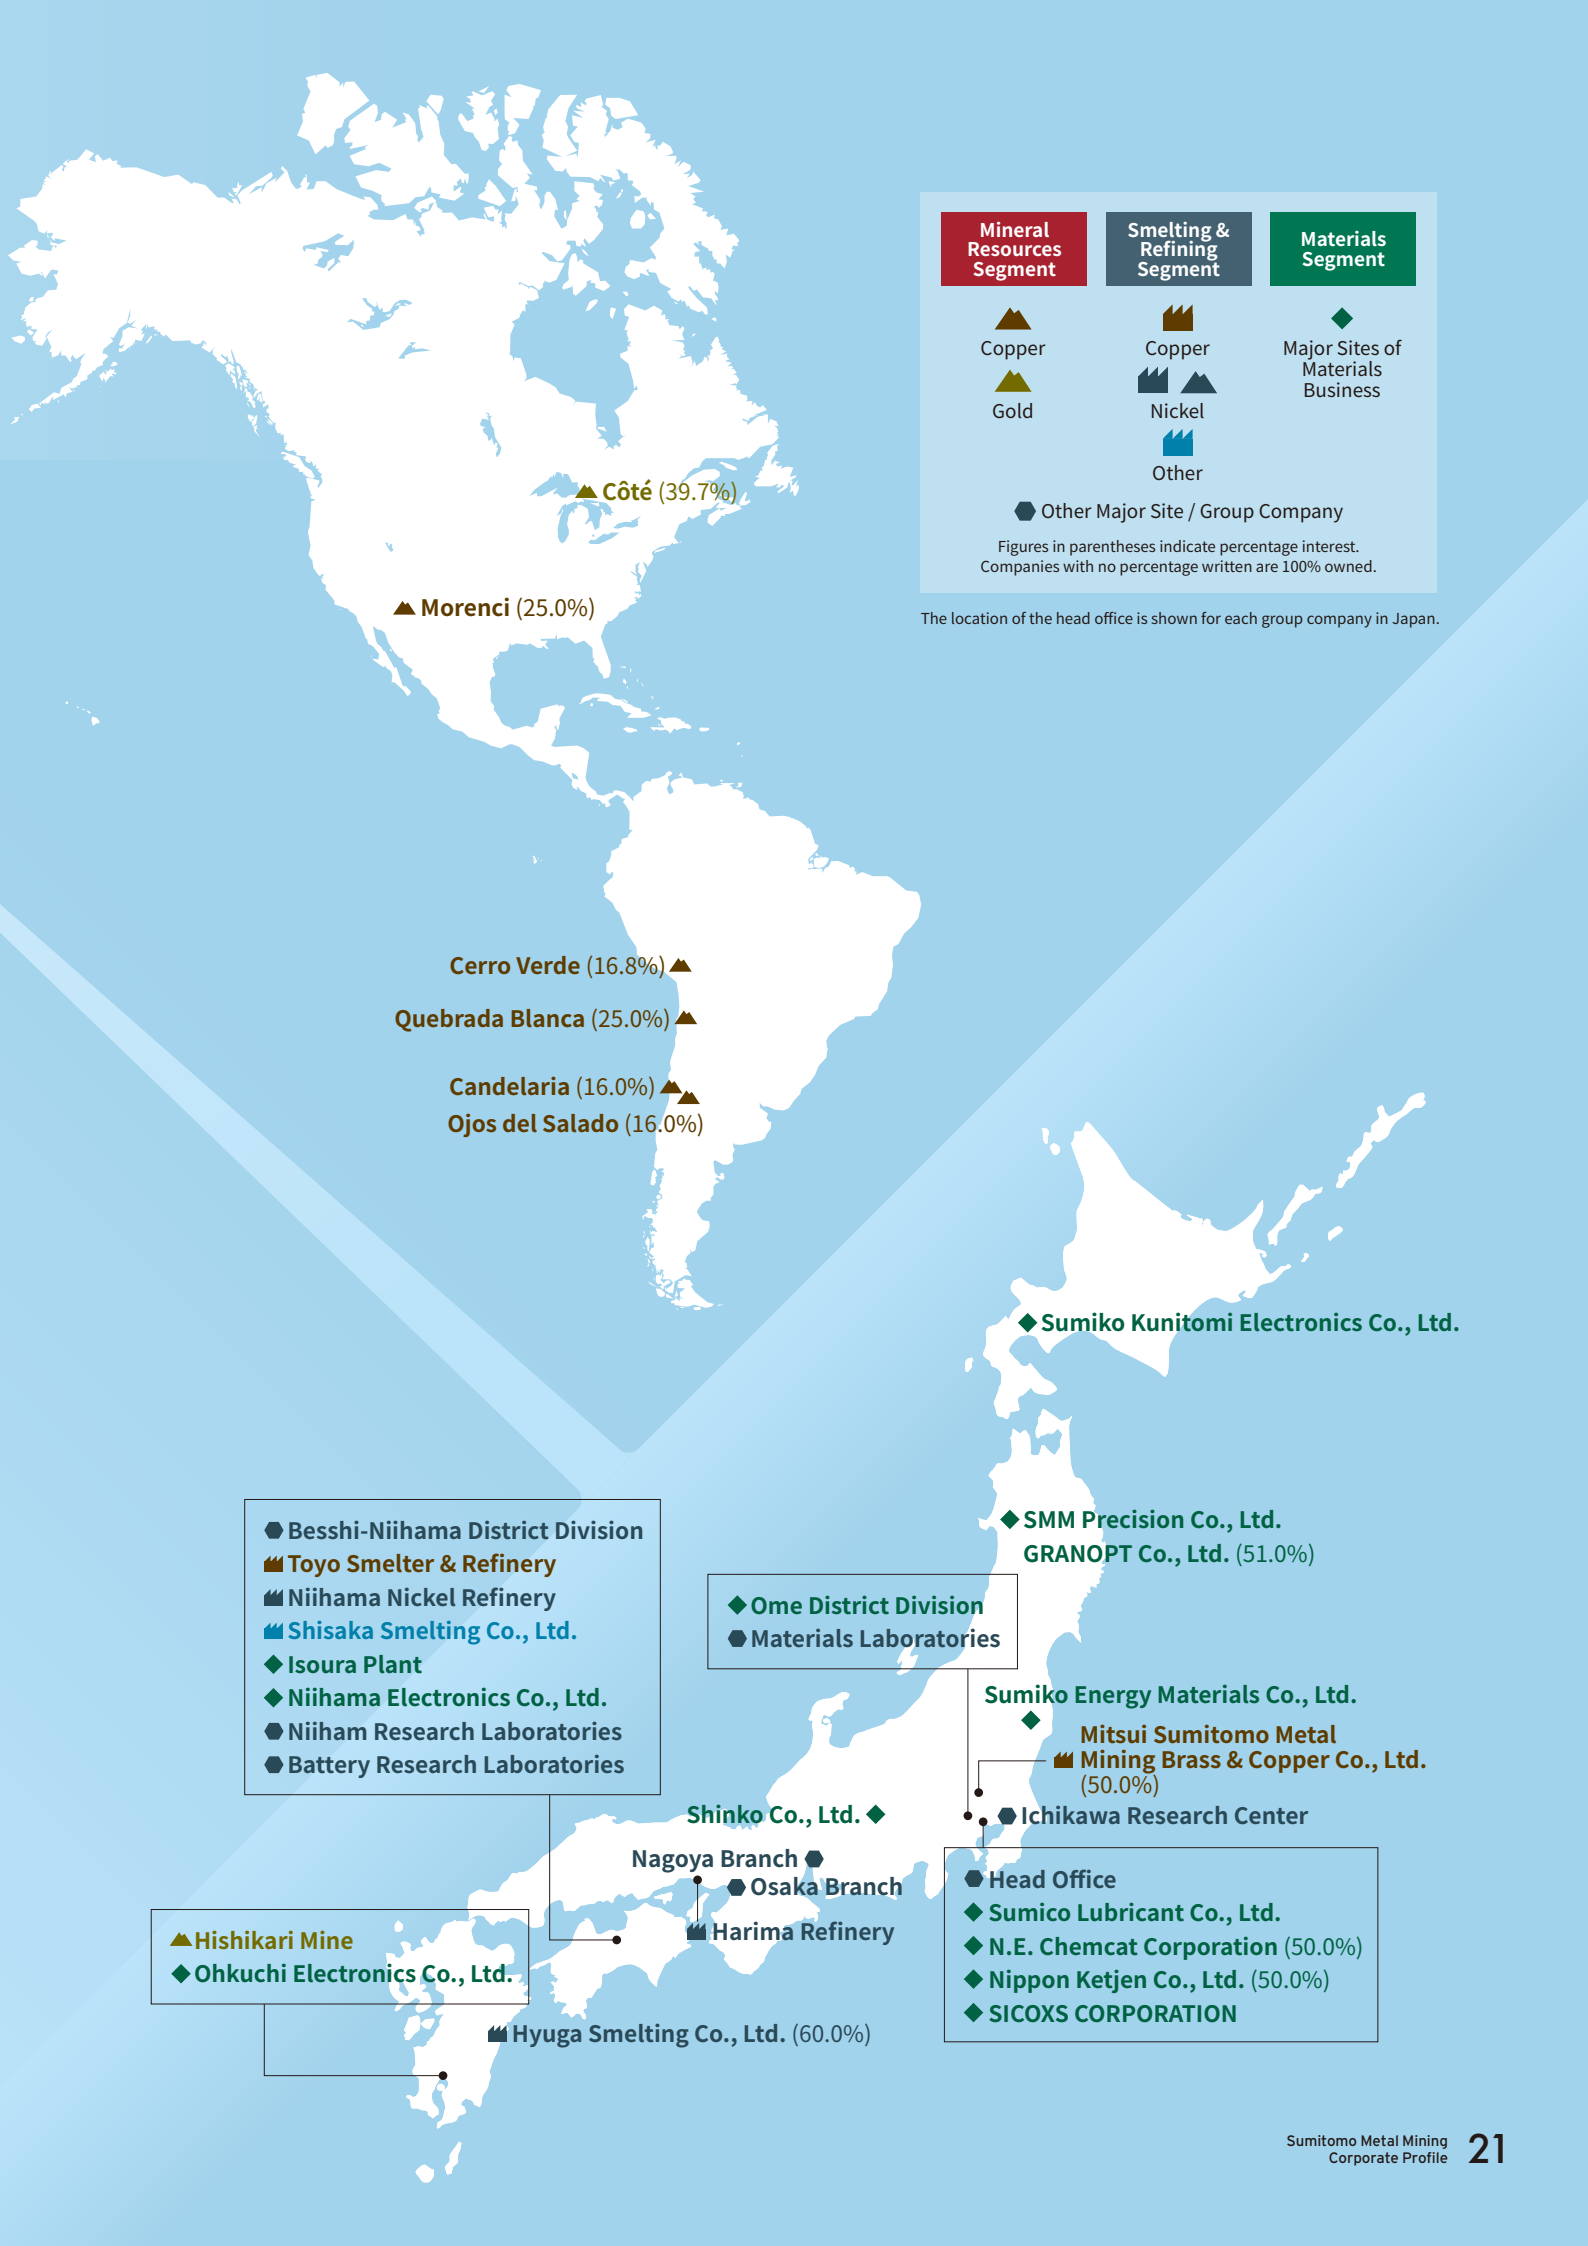 Mineral
Resources
Segment
Smelting &
Refining
Segment
Materials
Segment
Copper
Gold
Copper
Nickel
Other
Major Sites of
Materials
Business
Other Major Site / Group Company
Figures in parentheses indicate percentage interest.
Companies with no percentage written are 100% owned.
The location of the head office is shown for each group company in Japan.
Côté (39.7%)
Morenci (25.0%)
Cerro Verde (16.8%)
Quebrada Blanca (25.0%)
Candelaria (16.0%)
Ojos del Salado (16.0%)
Sumiko Kunitomi Electronics Co., Ltd.
SMM Precision Co., Ltd.
GRANOPT Co., Ltd. (51.0%)
Besshi-Niihama District Division
Toyo Smelter & Refinery
Niihama Nickel Refinery
Shisaka Smelting Co., Ltd.
Isoura Plant
Niihama Electronics Co., Ltd.
Niiham Research Laboratories
Battery Research Laboratories
Ome District Division
Materials Laboratories
Sumiko Energy Materials Co., Ltd.
Mitsui Sumitomo Metal
Mining Brass & Copper Co., Ltd.
(50.0%)
Shinko Co., Ltd.
Ichikawa Research Center
Nagoya Branch
Osaka Branch
Harima Refinery
Head Office
Sumico Lubricant Co., Ltd.
N.E. Chemcat Corporation (50.0%)
Nippon Ketjen Co., Ltd. (50.0%)
SICOXS CORPORATION
Hishikari Mine
Ohkuchi Electronics Co., Ltd.
Hyuga Smelting Co., Ltd. (60.0%)
Sumitomo Metal Mining
Corporate Profile
21